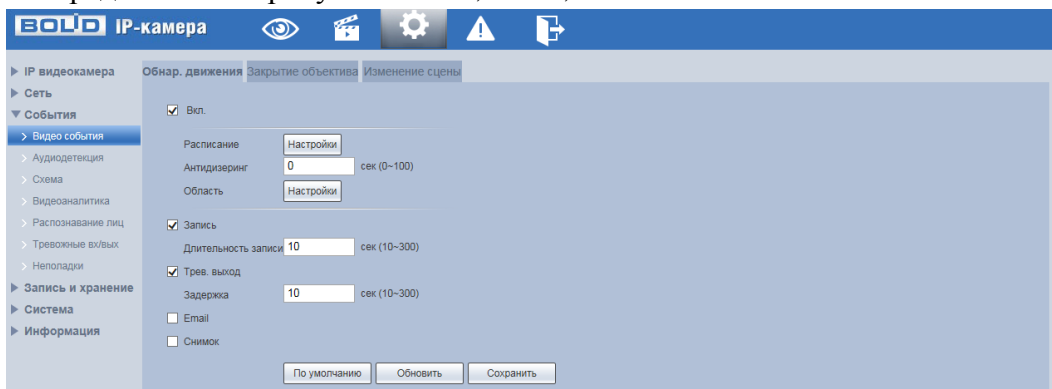 BOLID IP-камера
IP видеокамера
Сеть
События
Видео события
Аудиодетекция
Схема
Видеоаналитика
Распознавание лиц
Тревожные вх/вых
Неполадки
Запись и хранение
Система
Информация
Обнар. движения Закрытие объектива Изменение сцены
Вкл.
Расписание Настройки
Антидизеринг 0 сек (0~100)
Область Настройки
Запись
Длительность записи 10 сек (10~300)
Трев. выход
Задержка 10 сек (10~300)
Email
Снимок
По умолчанию Обновить Сохранить